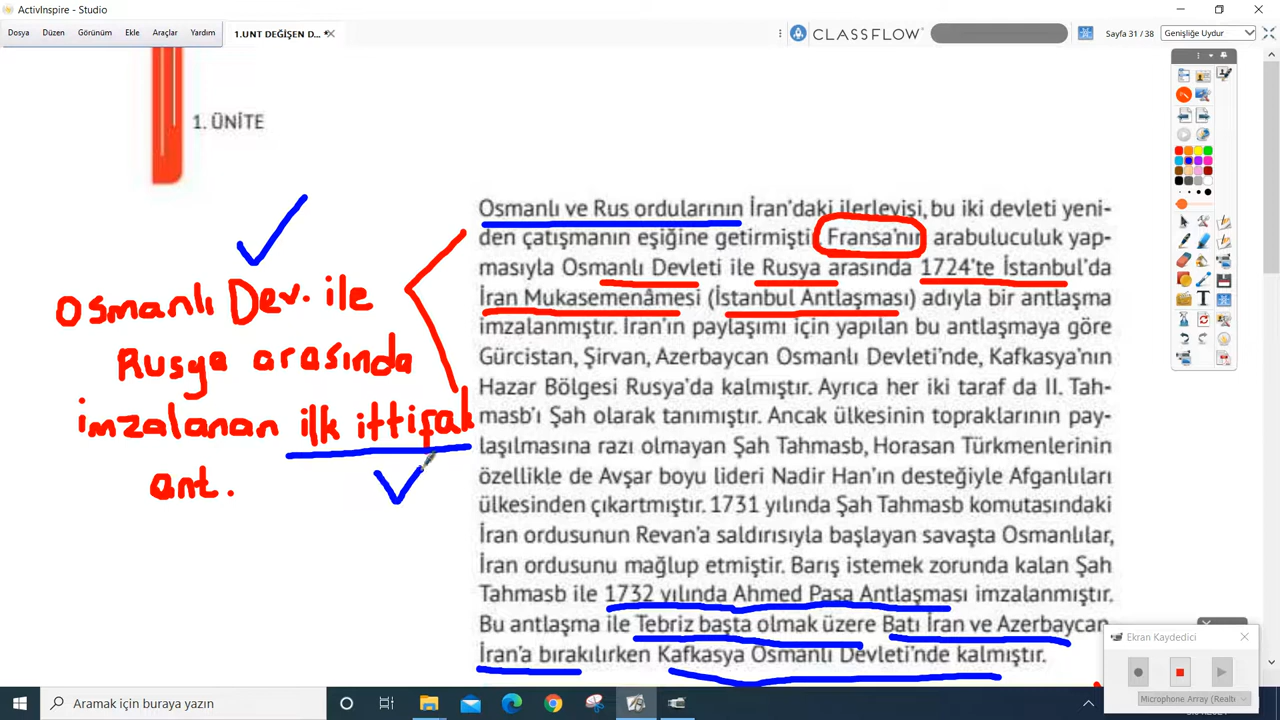 ActivInspire - Studio
Dosya Düzen Görünüm Ekle Araçlar Yardım
1.UNT DEĞİŞEN D...
CLASSFLOW
Sayfa 31 / 38
Genişliğe Uydur
1. ÜNİTE
Osmanlı Dev. ile
Rusya arasında
imzalanan ilk ittifak
ant.
Osmanlı ve Rus ordularının İran'daki ilerleyişi, bu iki devleti yeni-
den çatışmanın eşiğine getirmiştir. Fransa'nın arabuluculuk yap-
masıyla Osmanlı Devleti ile Rusya arasında 1724'te İstanbul'da
İran Mukasemenâmesi (İstanbul Antlaşması) adıyla bir antlaşma
imzalanmıştır. İran'ın paylaşımı için yapılan bu antlaşmaya göre
Gürcistan, Şirvan, Azerbaycan Osmanlı Devleti'nde, Kafkasya'nın
Hazar Bölgesi Rusya'da kalmıştır. Ayrıca her iki taraf da II. Tah-
masb'ı Şah olarak tanımıştır. Ancak ülkesinin topraklarının pay-
laşılmasına razı olmayan Şah Tahmasb, Horasan Türkmenlerinin
özellikle de Avşar boyu lideri Nadir Han'ın desteğiyle Afganlıları
ülkesinden çıkartmıştır. 1731 yılında Şah Tahmasb komutasındaki
İran ordusunun Revan'a saldırısıyla başlayan savaşta Osmanlılar,
İran ordusunu mağlup etmiştir. Barış istemek zorunda kalan Şah
Tahmasb ile 1732 yılında Ahmed Paşa Antlaşması imzalanmıştır.
Bu antlaşma ile Tebriz başta olmak üzere Batı İran ve Azerbaycan
İran'a bırakılırken Kafkasya Osmanlı Devleti'nde kalmıştır.
Ekran Kaydedici
Microphone Array (Realt
Aramak için buraya yazın